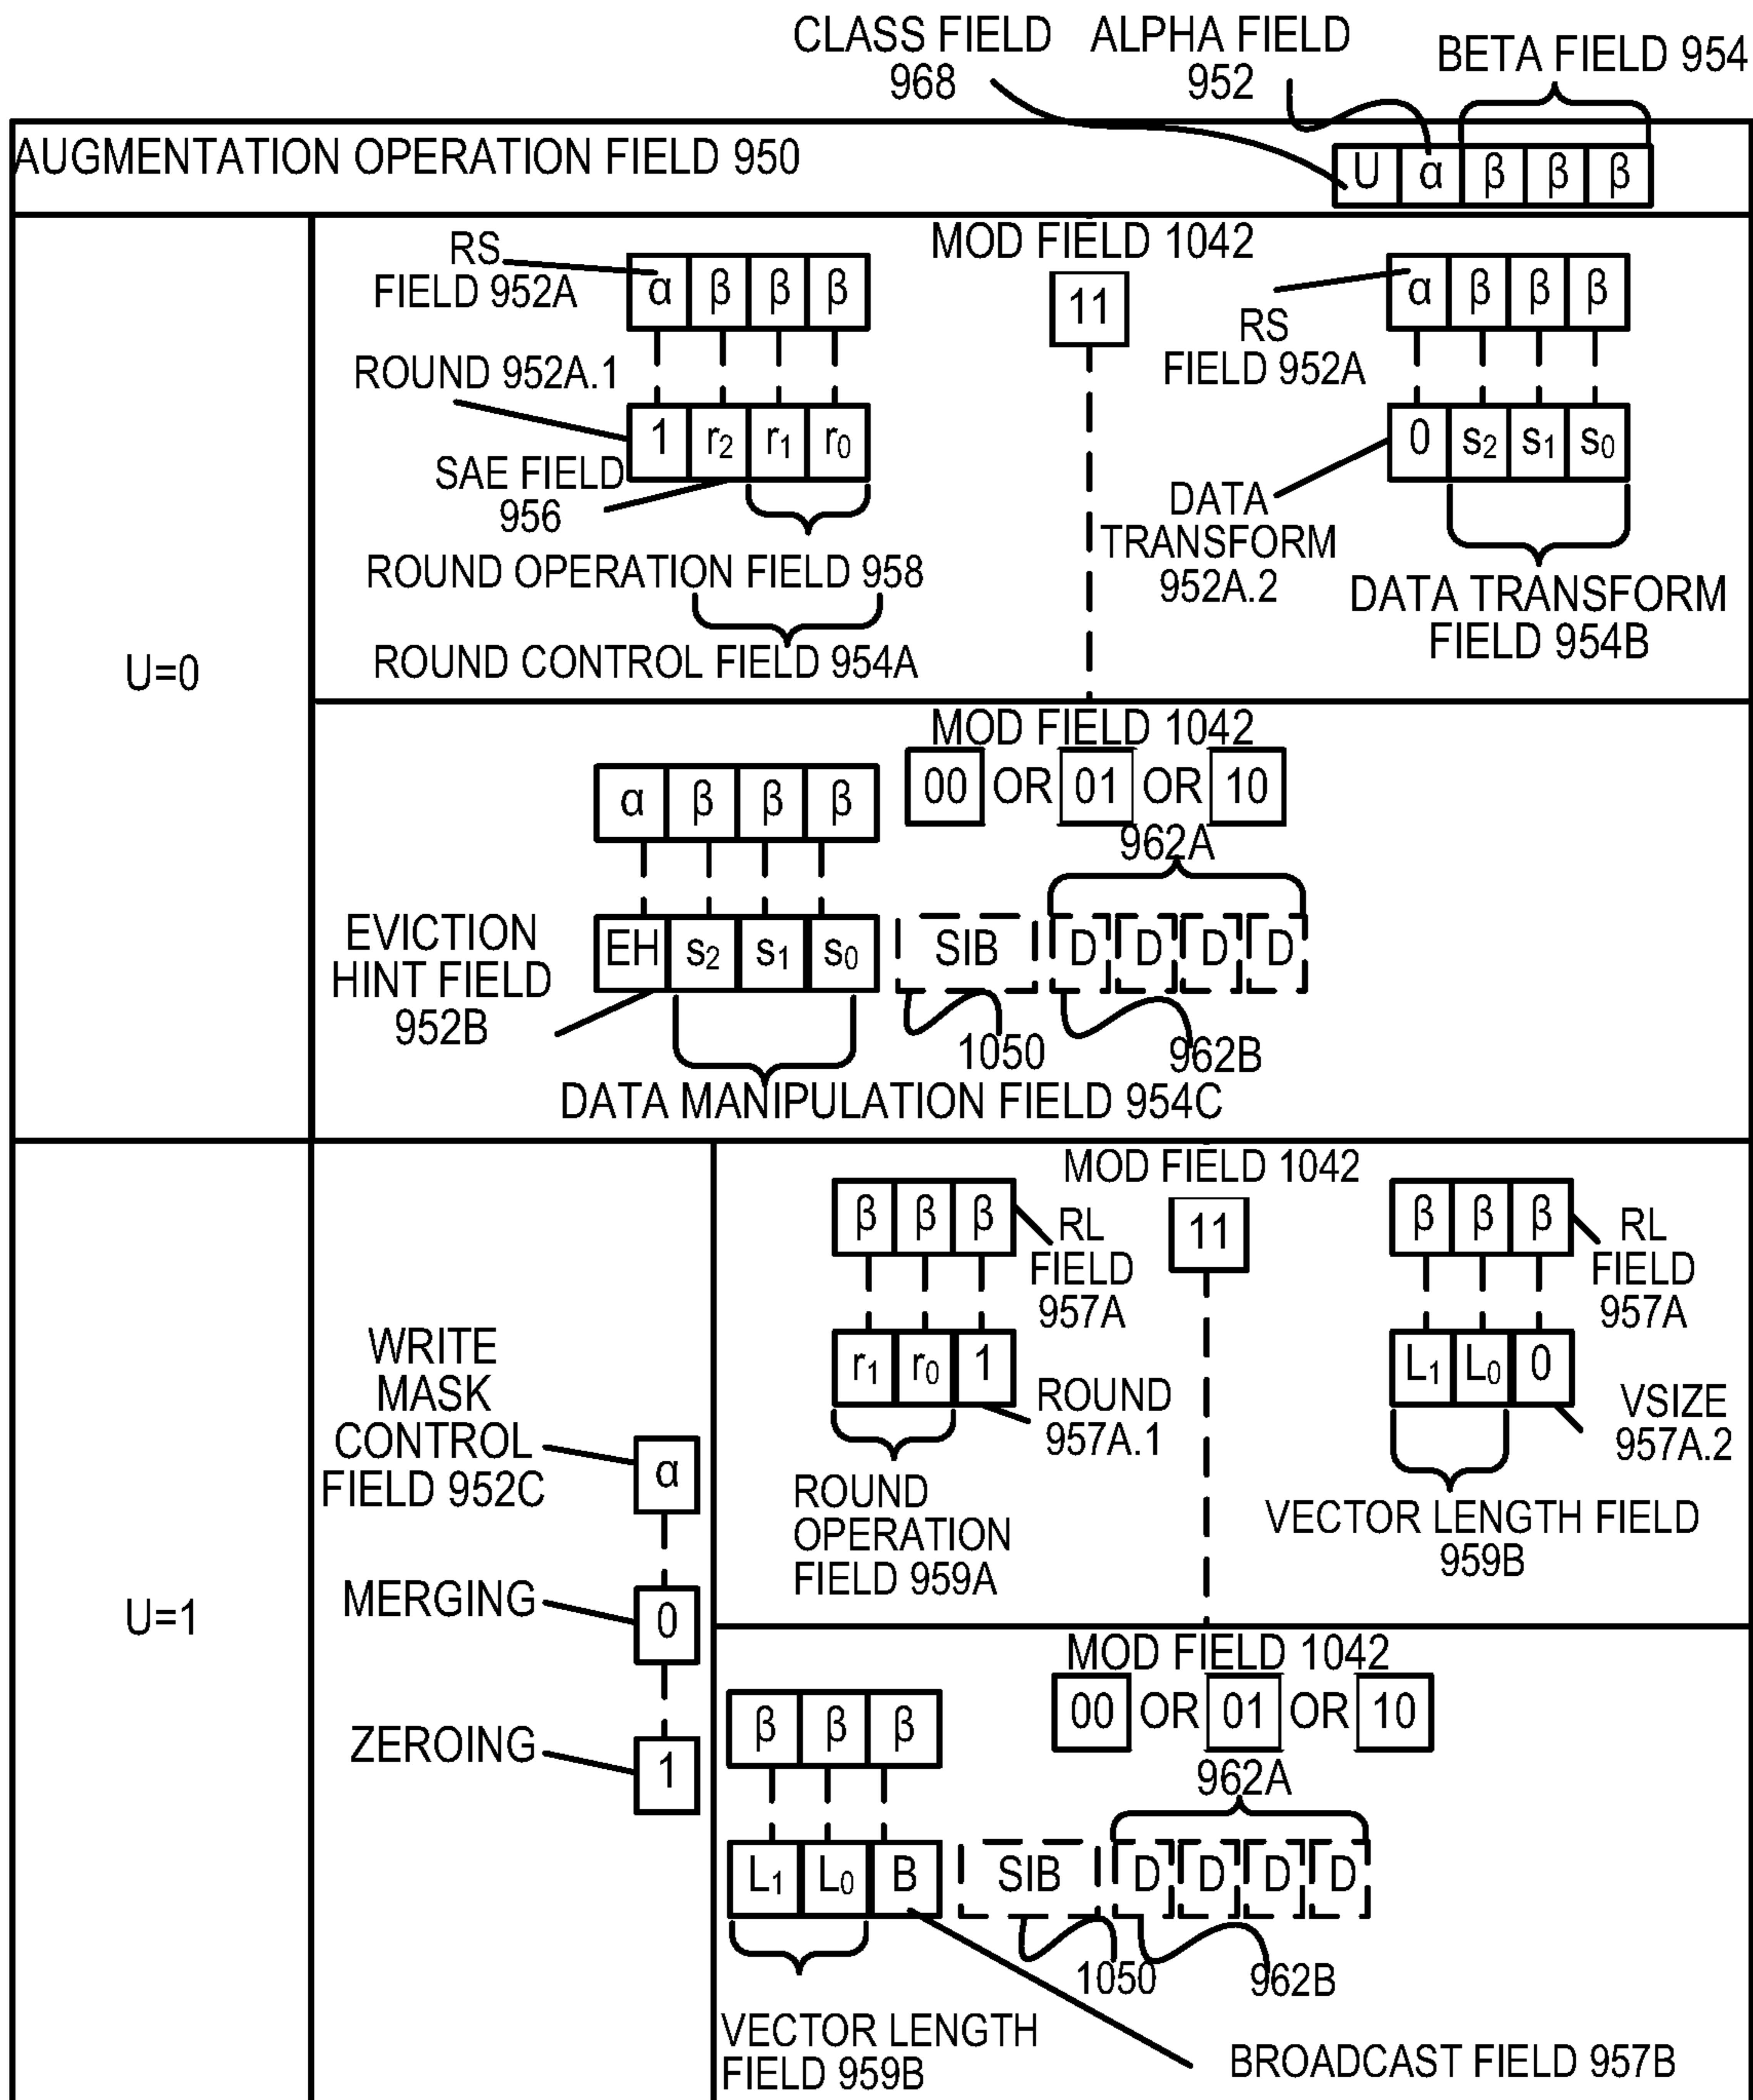 CLASS FIELD
968
ALPHA FIELD
952
BETA FIELD 954
AUGMENTATION OPERATION FIELD 950
U α β β β
U=0
RS
FIELD 952A
α β β β
ROUND 952A.1
1 r₂ r₁ r₀
SAE FIELD
956
ROUND OPERATION FIELD 958
ROUND CONTROL FIELD 954A
MOD FIELD 1042
11
α β β β
RS
FIELD 952A
0 s₂ s₁ s₀
DATA
TRANSFORM
952A.2
DATA TRANSFORM
FIELD 954B
MOD FIELD 1042
00 OR 01 OR 10
α β β β
962A
EVICTION
HINT FIELD
952B
EH s₂ s₁ s₀ SIB D D D D
1050
962B
DATA MANIPULATION FIELD 954C
U=1
WRITE
MASK
CONTROL
FIELD 952C
α
MERGING
0
ZEROING
1
MOD FIELD 1042
11
β β β
RL
FIELD
957A
r₁ r₀ 1
ROUND
957A.1
ROUND
OPERATION
FIELD 959A
β β β
RL
FIELD
957A
L₁ L₀ 0
VSIZE
957A.2
VECTOR LENGTH FIELD
959B
MOD FIELD 1042
00 OR 01 OR 10
β β β
962A
L₁ L₀ B SIB D D D D
1050
962B
VECTOR LENGTH
FIELD 959B
BROADCAST FIELD 957B